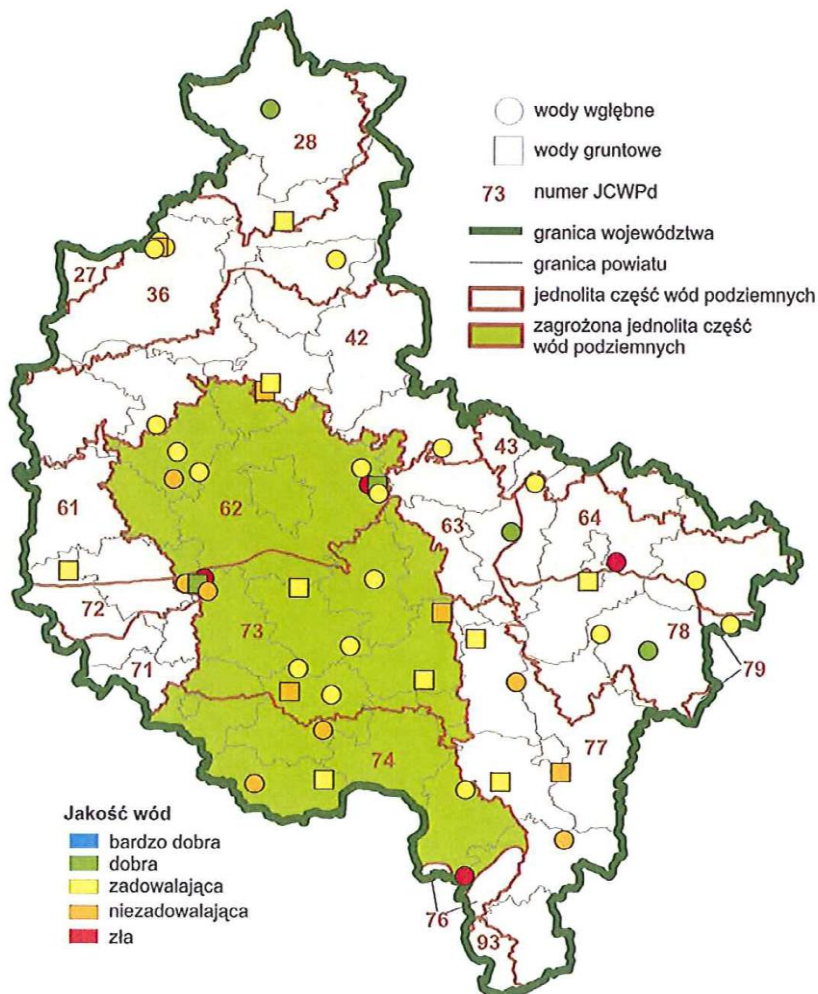 wody wgłębne
28
wody gruntowe
73
numer JCWPd
granica województwa
granica powiatu
27
36
jednolita część wód podziemnych
zagrożona jednolita część
wód podziemnych
42
43
61
62
63
64
72
73
78
71
79
74
77
Jakość wód
bardzo dobra
dobra
zadowalająca
niezadowalająca
zła
76
93